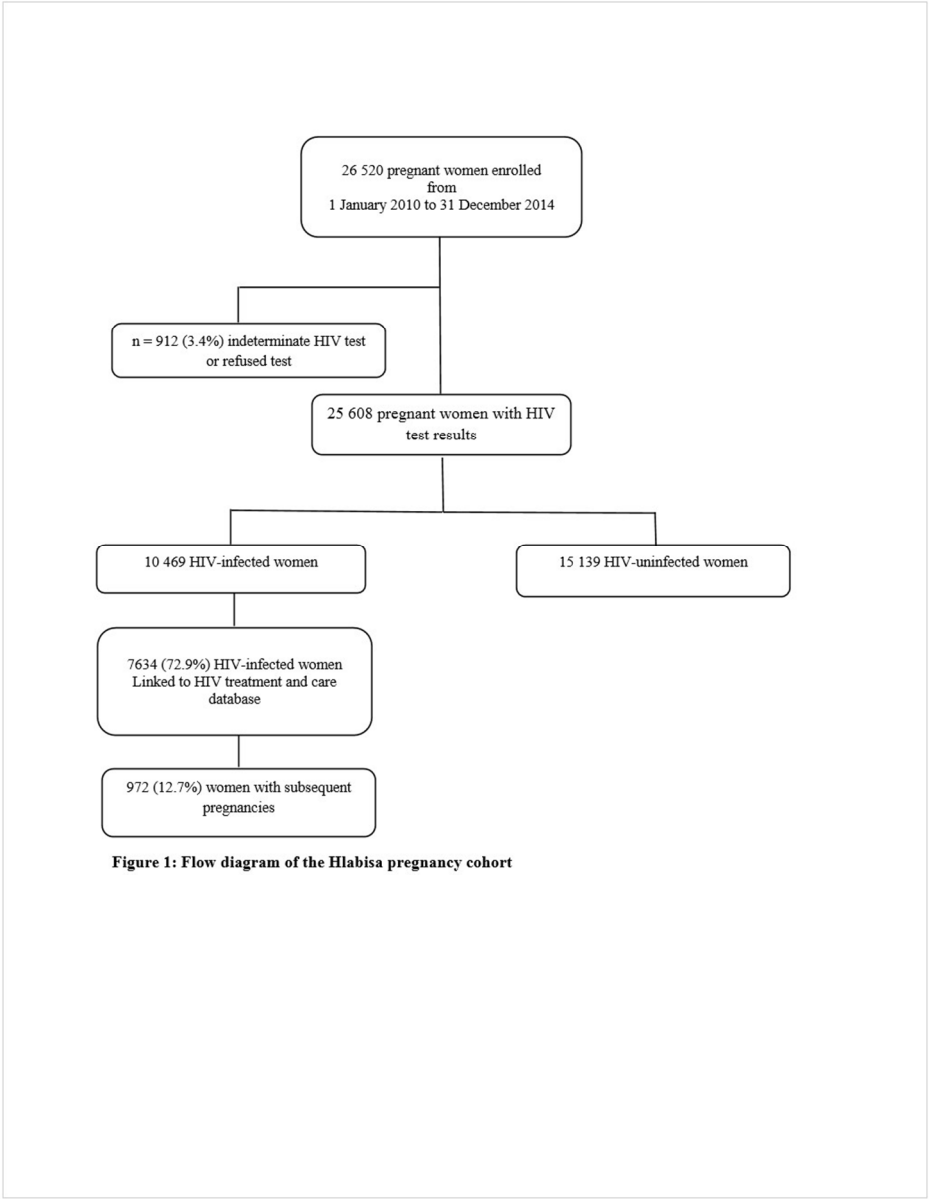 26 520 pregnant women enrolled
from
1 January 2010 to 31 December 2014
n = 912 (3.4%) indeterminate HIV test
or refused test
25 608 pregnant women with HIV
test results
10 469 HIV-infected women
15 139 HIV-uninfected women
7634 (72.9%) HIV-infected women
Linked to HIV treatment and care
database
972 (12.7%) women with subsequent
pregnancies
Figure 1: Flow diagram of the Hlabisa pregnancy cohort